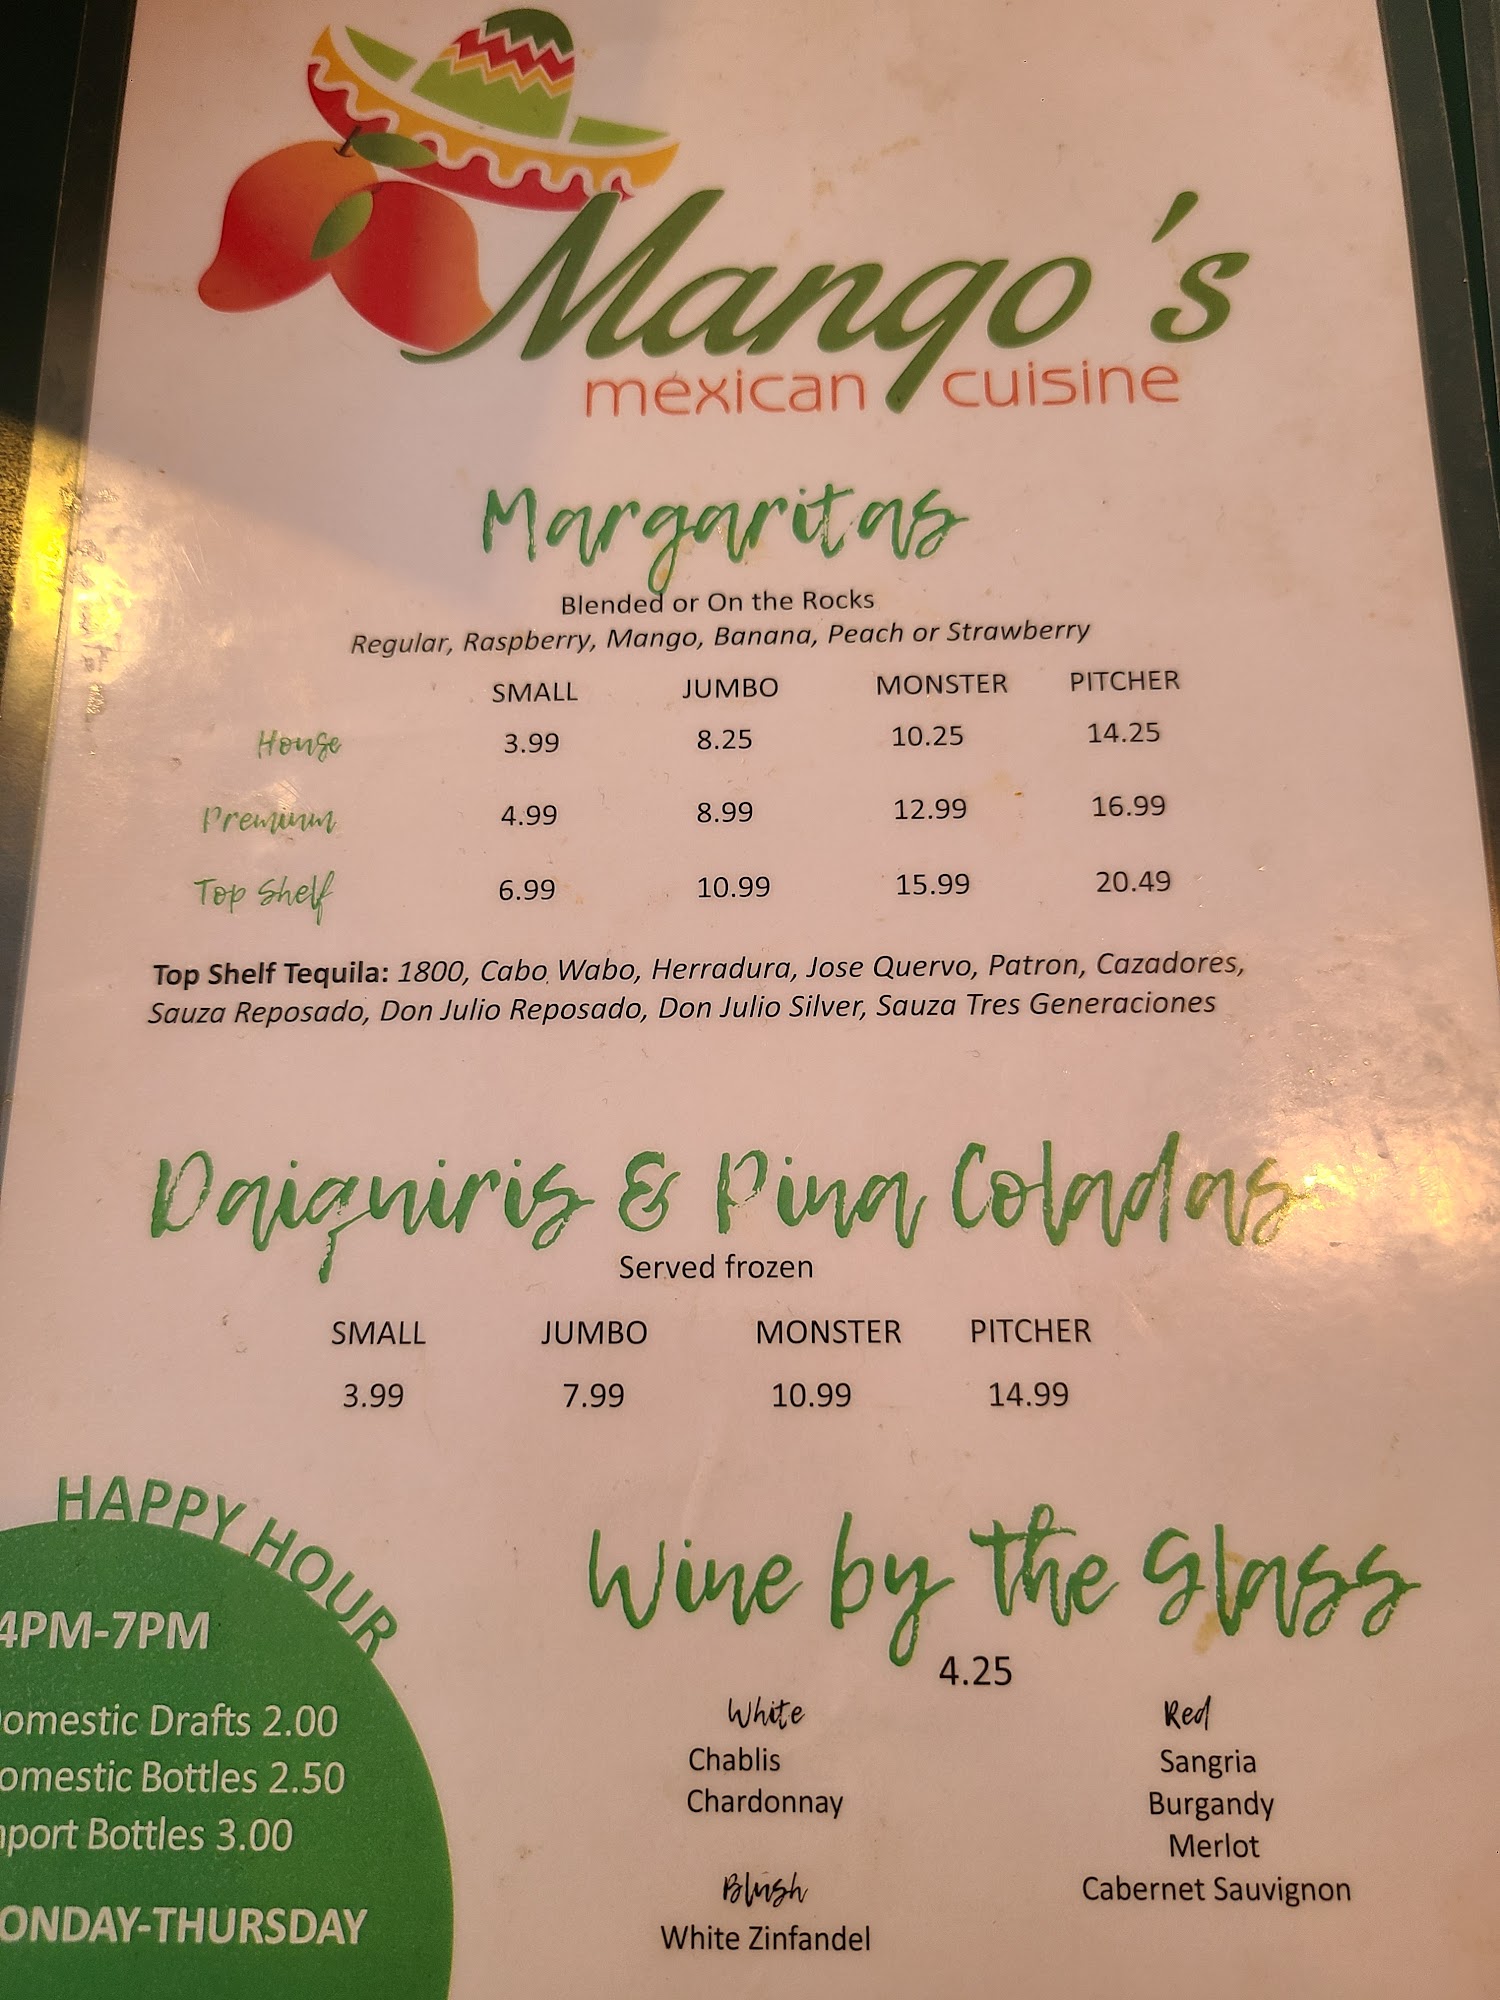 Mango's
mexican cuisine
Margaritas
Blended or On the Rocks
Regular, Raspberry, Mango, Banana, Peach or Strawberry
SMALL JUMBO MONSTER PITCHER
House 3.99 8.25 10.25 14.25
Premium 4.99 8.99 12.99 16.99
Top Shelf 6.99 10.99 15.99 20.49
Top Shelf Tequila: 1800, Cabo Wabo, Herradura, Jose Quervo, Patron, Cazadores,
Sauza Reposado, Don Julio Reposado, Don Julio Silver, Sauza Tres Generaciones
Daiquiris & Pina Coladas
Served frozen
SMALL JUMBO MONSTER PITCHER
3.99 7.99 10.99 14.99
HAPPY HOUR
4PM-7PM
omestic Drafts 2.00
omestic Bottles 2.50
port Bottles 3.00
ONDAY-THURSDAY
Wine by the Glass
4.25
White
Chablis
Chardonnay
Blush
White Zinfandel
Red
Sangria
Burgandy
Merlot
Cabernet Sauvignon